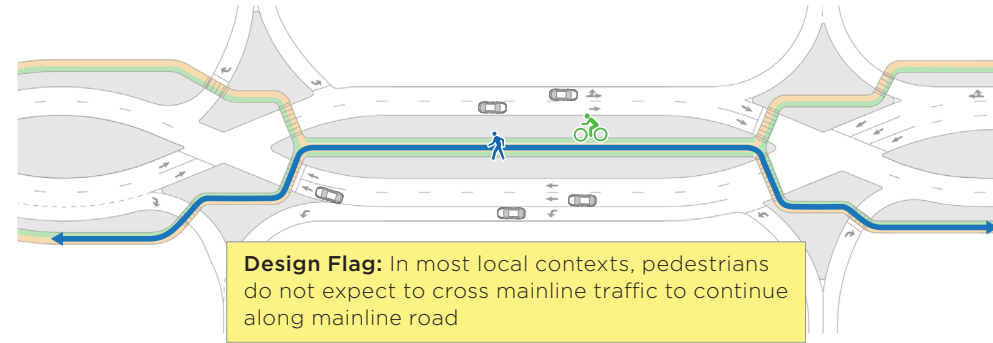 Design Flag: In most local contexts, pedestrians
do not expect to cross mainline traffic to continue
along mainline road